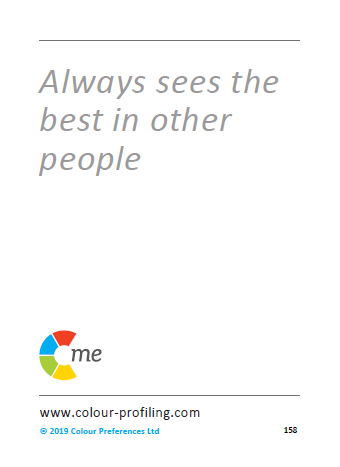 Always sees the
best in other
people
me
www.colour-profiling.com
© 2019 Colour Preferences Ltd
158